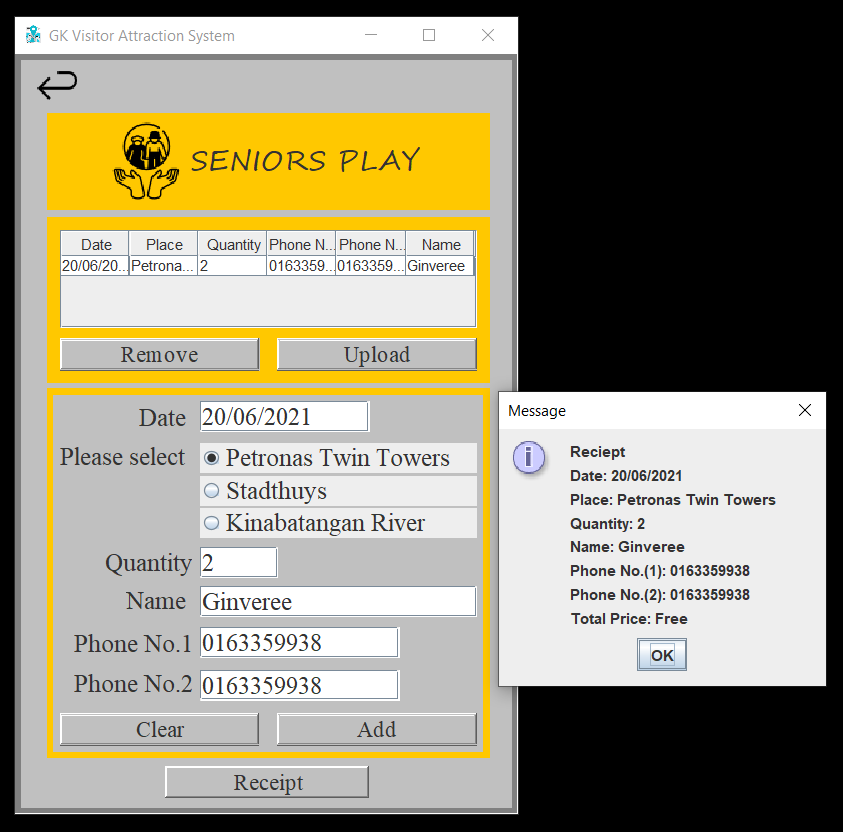 GK Visitor Attraction System
SENIORS PLAY
Date Place Quantity Phone N... Phone N... Name
20/06/20... Petrona... 2 0163359... 0163359... Ginveree
Remove Upload
Date 20/06/2021
Please select Petronas Twin Towers
Stadthuys
Kinabatangan River
Quantity 2
Name Ginveree
Phone No.1 0163359938
Phone No.2 0163359938
Clear Add
Receipt
Message
Reciept
Date: 20/06/2021
Place: Petronas Twin Towers
Quantity: 2
Name: Ginveree
Phone No.(1): 0163359938
Phone No.(2): 0163359938
Total Price: Free
OK